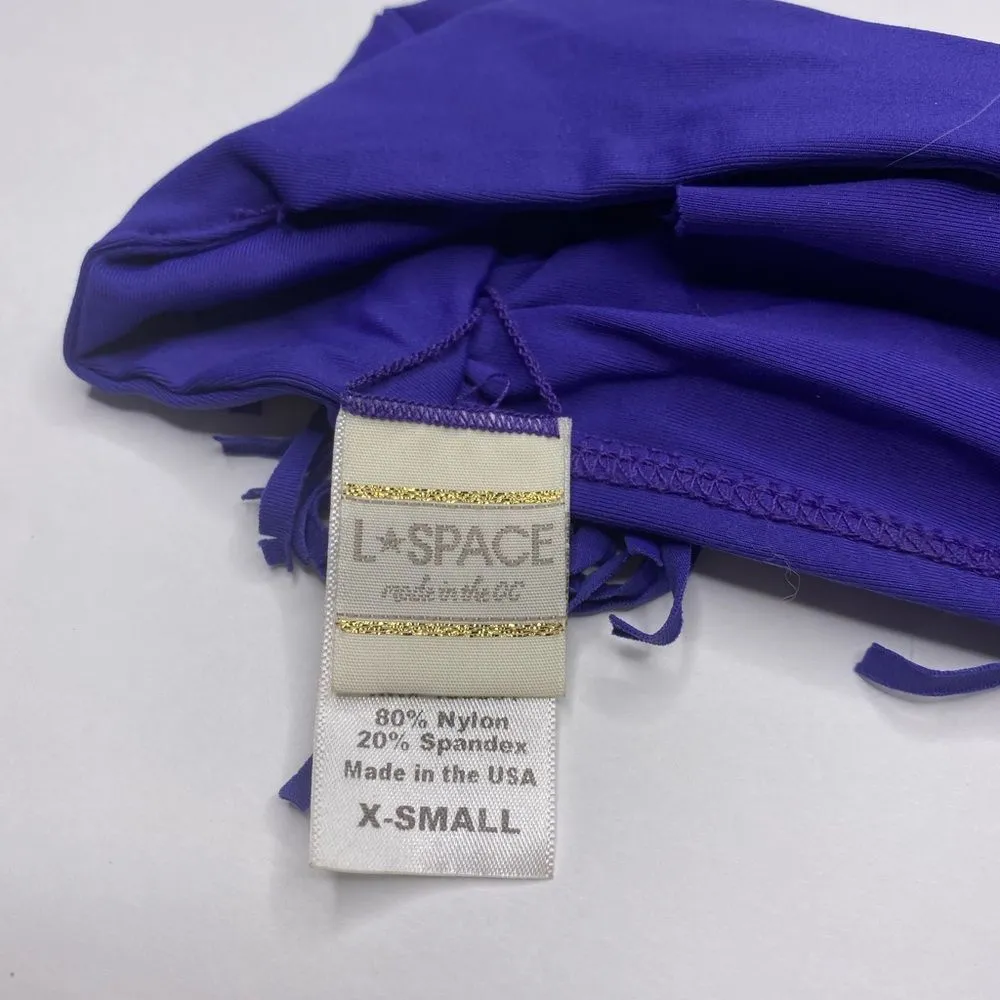 L★SPACE
made in the OC
80% Nylon
20% Spandex
Made in the USA
X-SMALL